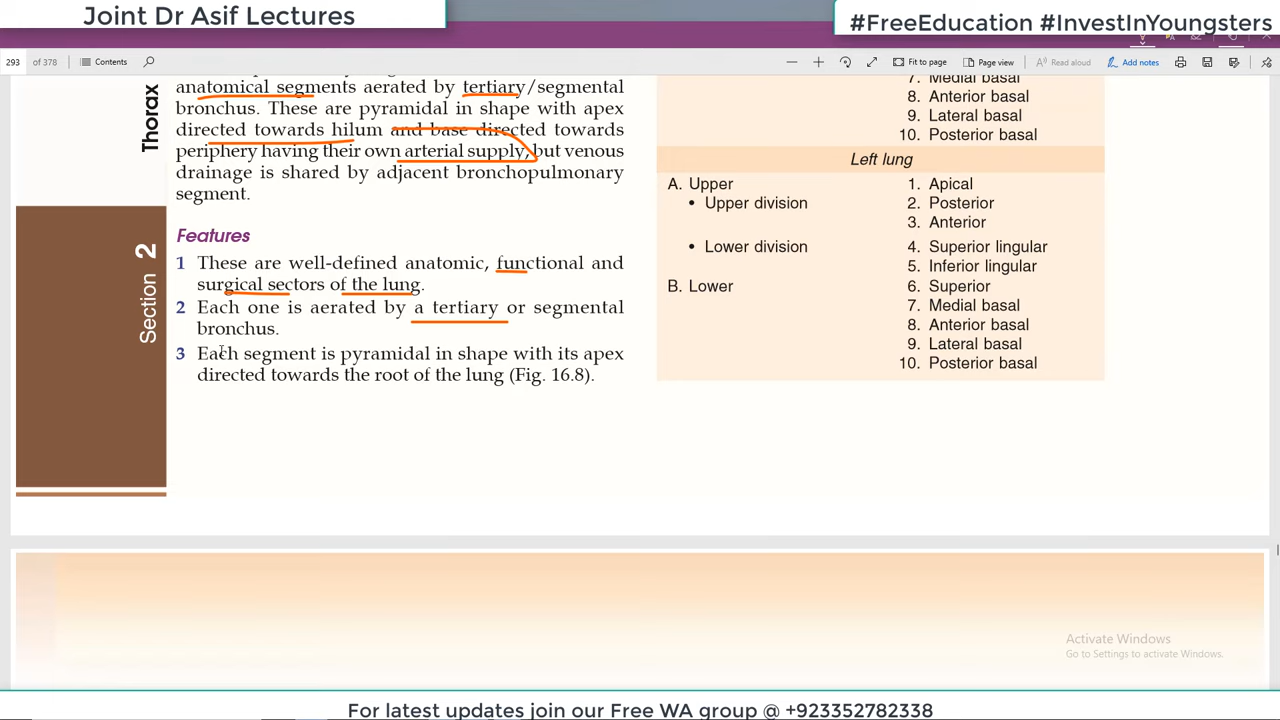 Joint Dr Asif Lectures
#FreeEducation #InvestInYoungsters
293 of 378
Contents
Fit to page
Page view
Read aloud
Add notes
Thorax
Section 2
anatomical segments aerated by tertiary/segmental
bronchus. These are pyramidal in shape with apex
directed towards hilum and base directed towards
periphery having their own arterial supply, but venous
drainage is shared by adjacent bronchopulmonary
segment.
Features
1 These are well-defined anatomic, functional and
surgical sectors of the lung.
2 Each one is aerated by a tertiary or segmental
bronchus.
3 Each segment is pyramidal in shape with its apex
directed towards the root of the lung (Fig. 16.8).
7. Medial basal
8. Anterior basal
9. Lateral basal
10. Posterior basal
Left lung
A. Upper
1. Apical
• Upper division
2. Posterior
3. Anterior
• Lower division
4. Superior lingular
5. Inferior lingular
B. Lower
6. Superior
7. Medial basal
8. Anterior basal
9. Lateral basal
10. Posterior basal
Activate Windows
Go to Settings to activate Windows.
For latest updates join our Free WA group @ +923352782338